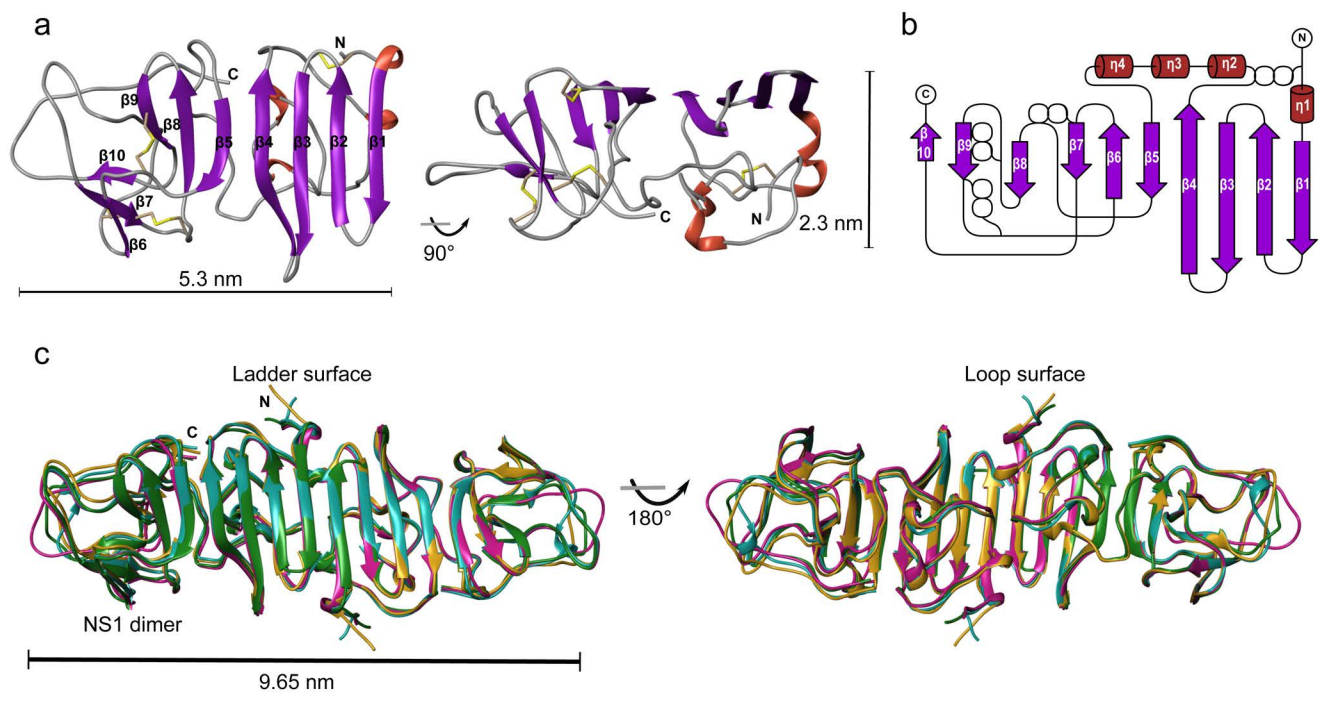 a
N
C
β9
β8
β5
β4
β3
β2
β1
β10
β7
β6
5.3 nm
90°
C
N
2.3 nm
b
N
η4
η3
η2
C
η1
β
10
β9
β8
β7
β6
β5
β4
β3
β2
β1
c
Ladder surface
N
C
NS1 dimer
9.65 nm
180°
Loop surface